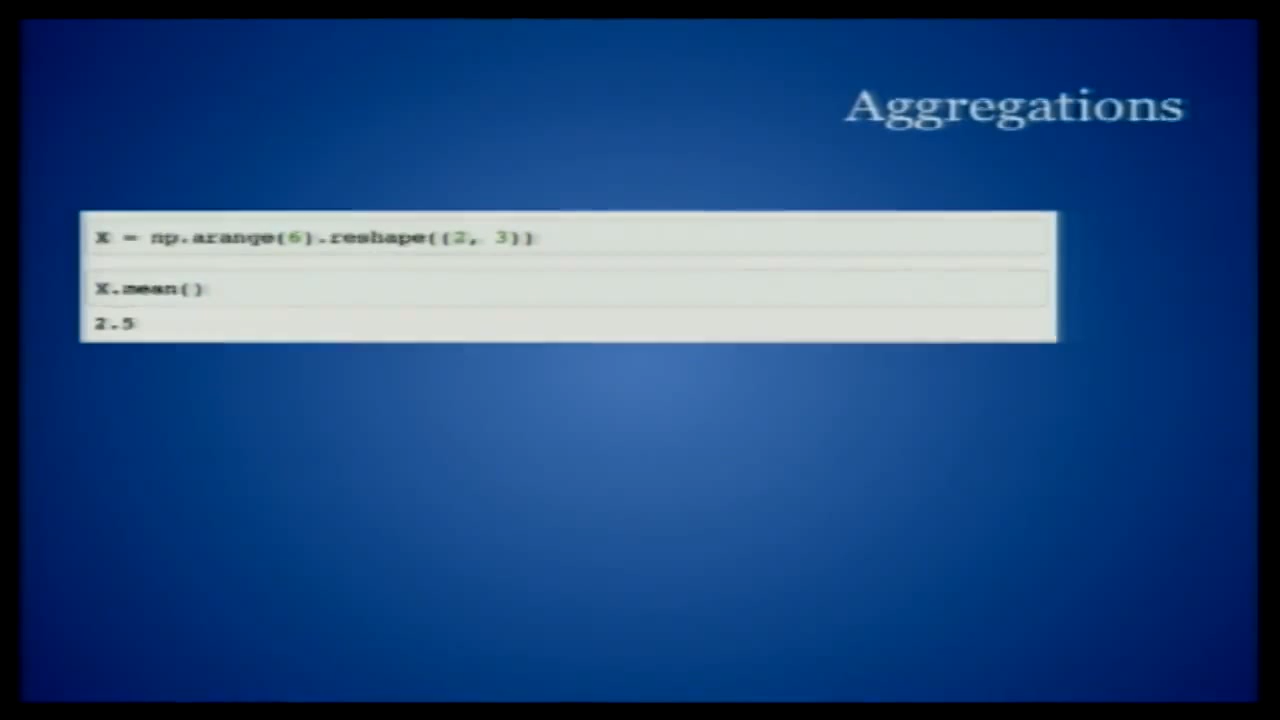 Aggregations
X = np.arange(6).reshape((2, 3))
X.mean()
2.5